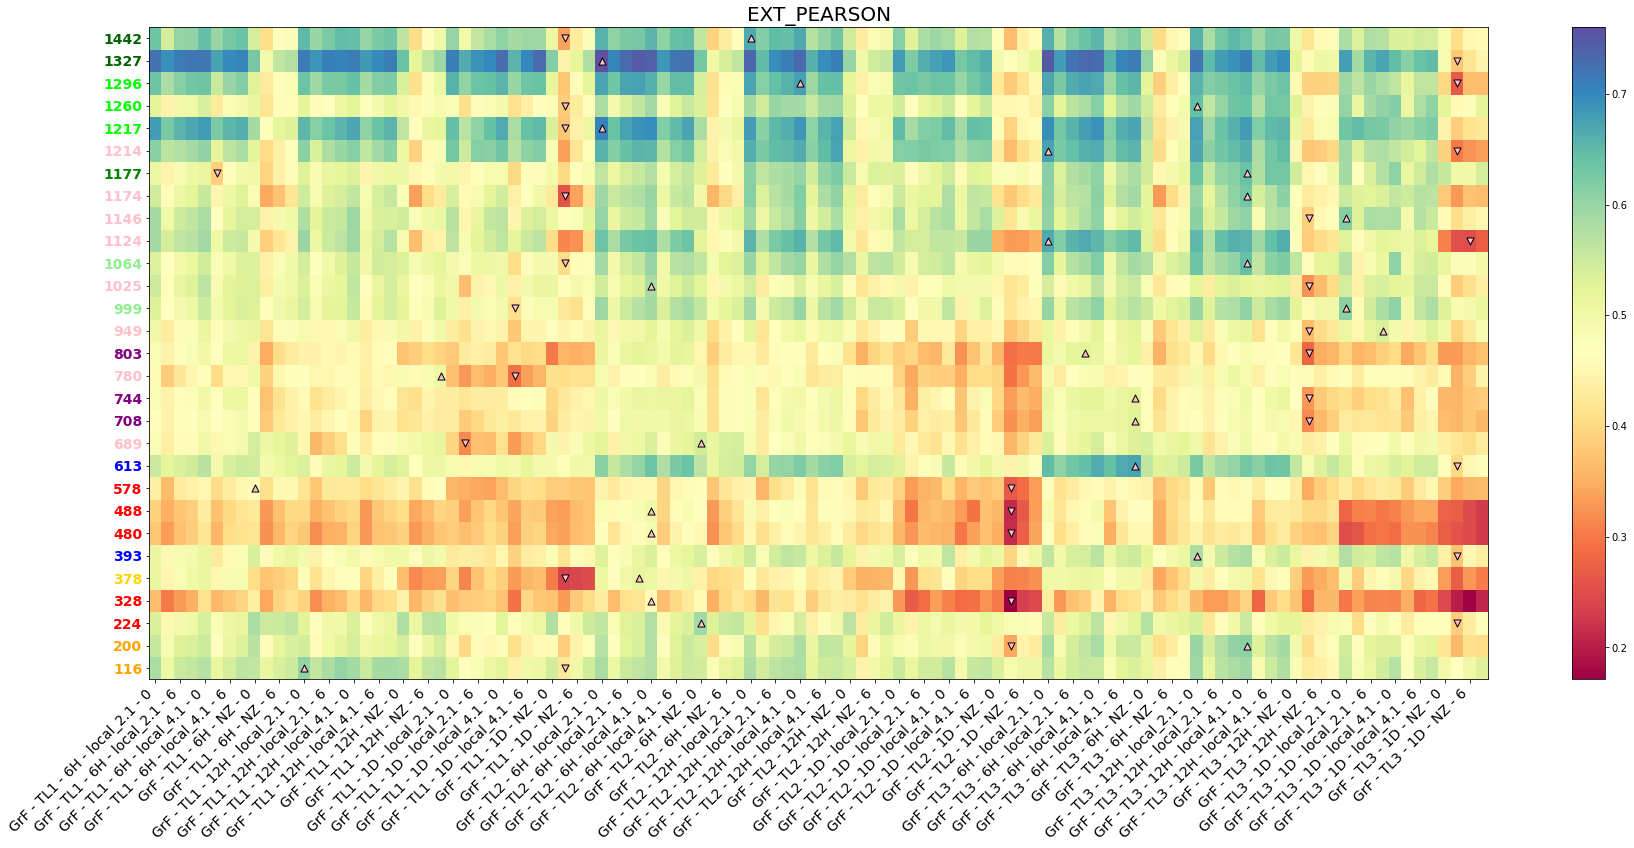 EXT_PEARSON
1442
1327
1296
1260
1217
1214
1177
1174
1146
1124
1064
1025
999
949
803
780
744
708
689
613
578
488
480
393
378
328
224
200
116
GrF - TL1 - 6H local_2.1 - 0
GrF - TL1 - 6H local_2.1 - 6
GrF - TL1 - 6H local_4.1 - 0
GrF - TL1 - 6H local_4.1 - 6
GrF - TL1 - 6H NZ - 0
GrF - TL1 - 6H NZ - 6
GrF - TL1 - 12H local_2.1 - 0
GrF - TL1 - 12H local_2.1 - 6
GrF - TL1 - 12H local_4.1 - 0
GrF - TL1 - 12H local_4.1 - 6
GrF - TL1 - 12H NZ - 0
GrF - TL1 - 12H NZ - 6
GrF - TL1 - 1D local_2.1 - 0
GrF - TL1 - 1D local_2.1 - 6
GrF - TL1 - 1D local_4.1 - 0
GrF - TL1 - 1D local_4.1 - 6
GrF - TL1 - 1D NZ - 0
GrF - TL1 - 1D NZ - 6
GrF - TL2 - 6H local_2.1 - 0
GrF - TL2 - 6H local_2.1 - 6
GrF - TL2 - 6H local_4.1 - 0
GrF - TL2 - 6H local_4.1 - 6
GrF - TL2 - 6H NZ - 0
GrF - TL2 - 6H NZ - 6
GrF - TL2 - 12H local_2.1 - 0
GrF - TL2 - 12H local_2.1 - 6
GrF - TL2 - 12H local_4.1 - 0
GrF - TL2 - 12H local_4.1 - 6
GrF - TL2 - 12H NZ - 0
GrF - TL2 - 12H NZ - 6
GrF - TL2 - 1D local_2.1 - 0
GrF - TL2 - 1D local_2.1 - 6
GrF - TL2 - 1D local_4.1 - 0
GrF - TL2 - 1D local_4.1 - 6
GrF - TL2 - 1D NZ - 0
GrF - TL2 - 1D NZ - 6
GrF - TL3 - 6H local_2.1 - 0
GrF - TL3 - 6H local_2.1 - 6
GrF - TL3 - 6H local_4.1 - 0
GrF - TL3 - 6H local_4.1 - 6
GrF - TL3 - 6H NZ - 0
GrF - TL3 - 6H NZ - 6
GrF - TL3 - 12H local_2.1 - 0
GrF - TL3 - 12H local_2.1 - 6
GrF - TL3 - 12H local_4.1 - 0
GrF - TL3 - 12H local_4.1 - 6
GrF - TL3 - 12H NZ - 0
GrF - TL3 - 12H NZ - 6
GrF - TL3 - 1D local_2.1 - 0
GrF - TL3 - 1D local_2.1 - 6
GrF - TL3 - 1D local_4.1 - 0
GrF - TL3 - 1D local_4.1 - 6
GrF - TL3 - 1D NZ - 0
GrF - TL3 - 1D NZ - 6
0.7
0.6
0.5
0.4
0.3
0.2